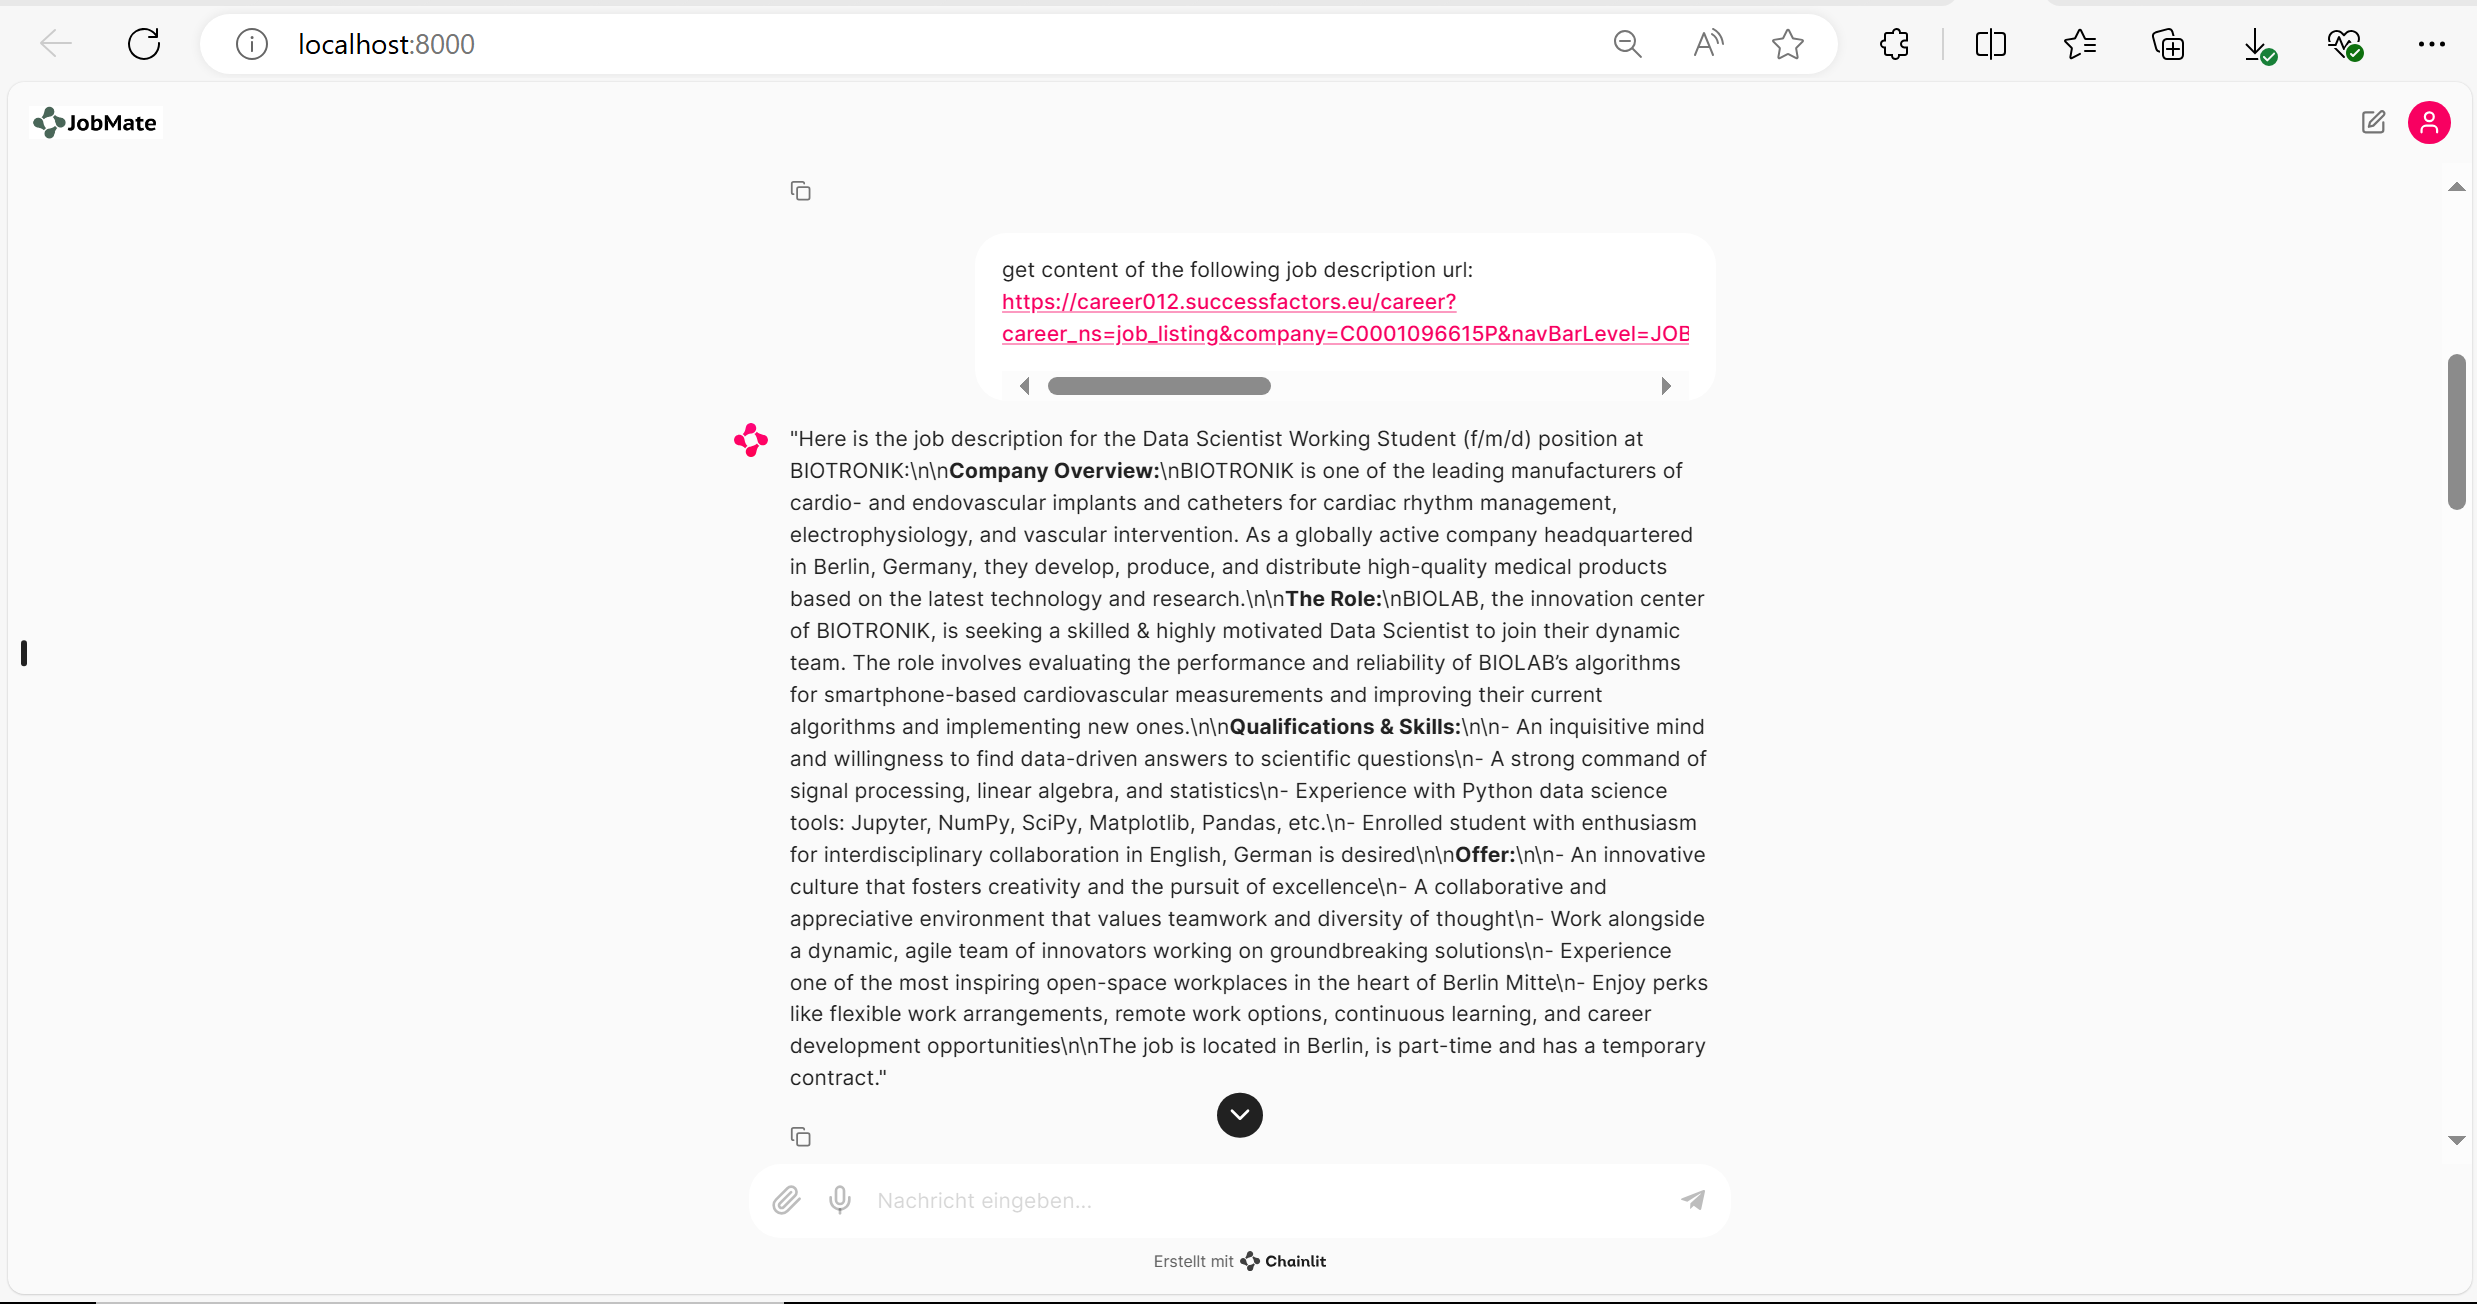 localhost:8000
JobMate
get content of the following job description url:
https://career012.successfactors.eu/career?
career_ns=job_listing&company=C0001096615P&navBarLevel=JOB
"Here is the job description for the Data Scientist Working Student (f/m/d) position at
BIOTRONIK:\n\nCompany Overview:\nBIOTRONIK is one of the leading manufacturers of
cardio- and endovascular implants and catheters for cardiac rhythm management,
electrophysiology, and vascular intervention. As a globally active company headquartered
in Berlin, Germany, they develop, produce, and distribute high-quality medical products
based on the latest technology and research.\n\nThe Role:\nBIOLAB, the innovation center
of BIOTRONIK, is seeking a skilled & highly motivated Data Scientist to join their dynamic
team. The role involves evaluating the performance and reliability of BIOLAB’s algorithms
for smartphone-based cardiovascular measurements and improving their current
algorithms and implementing new ones.\n\nQualifications & Skills:\n\n- An inquisitive mind
and willingness to find data-driven answers to scientific questions\n- A strong command of
signal processing, linear algebra, and statistics\n- Experience with Python data science
tools: Jupyter, NumPy, SciPy, Matplotlib, Pandas, etc.\n- Enrolled student with enthusiasm
for interdisciplinary collaboration in English, German is desired\n\nOffer:\n\n- An innovative
culture that fosters creativity and the pursuit of excellence\n- A collaborative and
appreciative environment that values teamwork and diversity of thought\n- Work alongside
a dynamic, agile team of innovators working on groundbreaking solutions\n- Experience
one of the most inspiring open-space workplaces in the heart of Berlin Mitte\n- Enjoy perks
like flexible work arrangements, remote work options, continuous learning, and career
development opportunities\n\nThe job is located in Berlin, is part-time and has a temporary
contract."
Nachricht eingeben...
Erstellt mit Chainlit